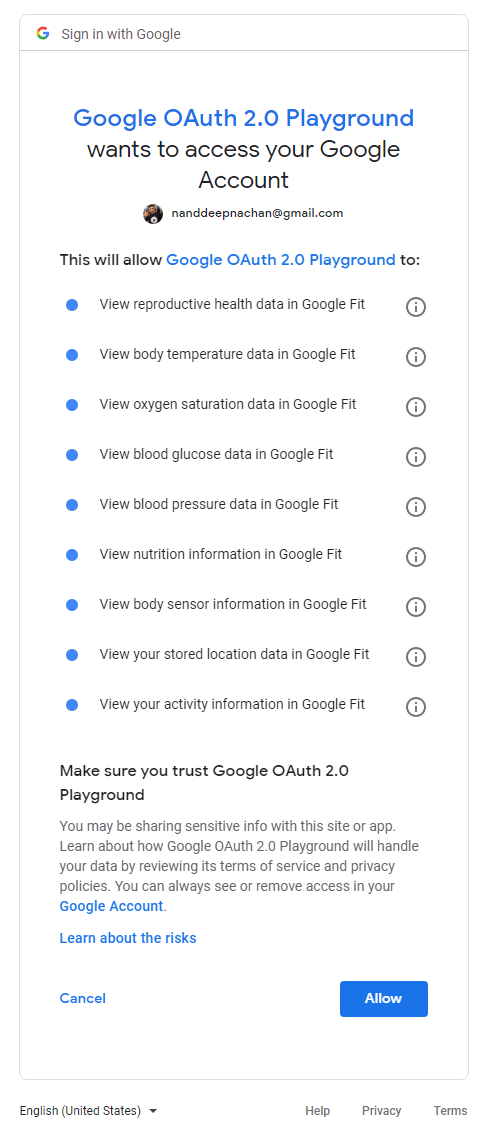 Sign in with Google
Google OAuth 2.0 Playground
wants to access your Google
Account
nanddeepnachan@gmail.com
This will allow Google OAuth 2.0 Playground to:
View reproductive health data in Google Fit
View body temperature data in Google Fit
View oxygen saturation data in Google Fit
View blood glucose data in Google Fit
View blood pressure data in Google Fit
View nutrition information in Google Fit
View body sensor information in Google Fit
View your stored location data in Google Fit
View your activity information in Google Fit
Make sure you trust Google OAuth 2.0
Playground
You may be sharing sensitive info with this site or app.
Learn about how Google OAuth 2.0 Playground will handle
your data by reviewing its terms of service and privacy
policies. You can always see or remove access in your
Google Account.
Learn about the risks
Cancel Allow
English (United States) Help Privacy Terms